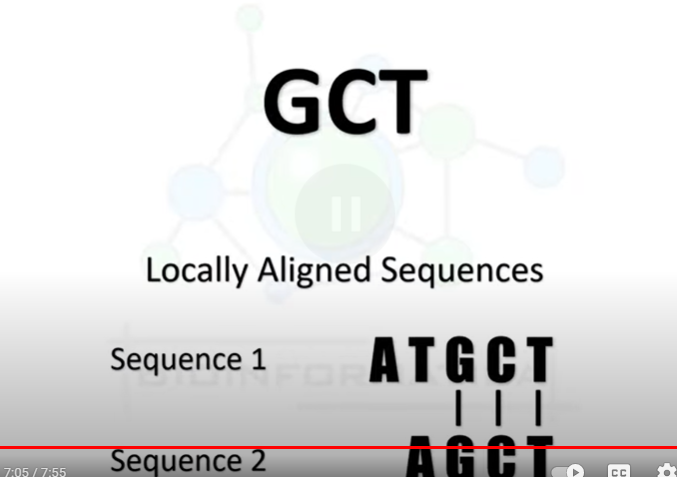 GCT
Locally Aligned Sequences
Sequence 1 ATGCT
| | |
Sequence 2 AGCT
7:05 / 7:55
CC